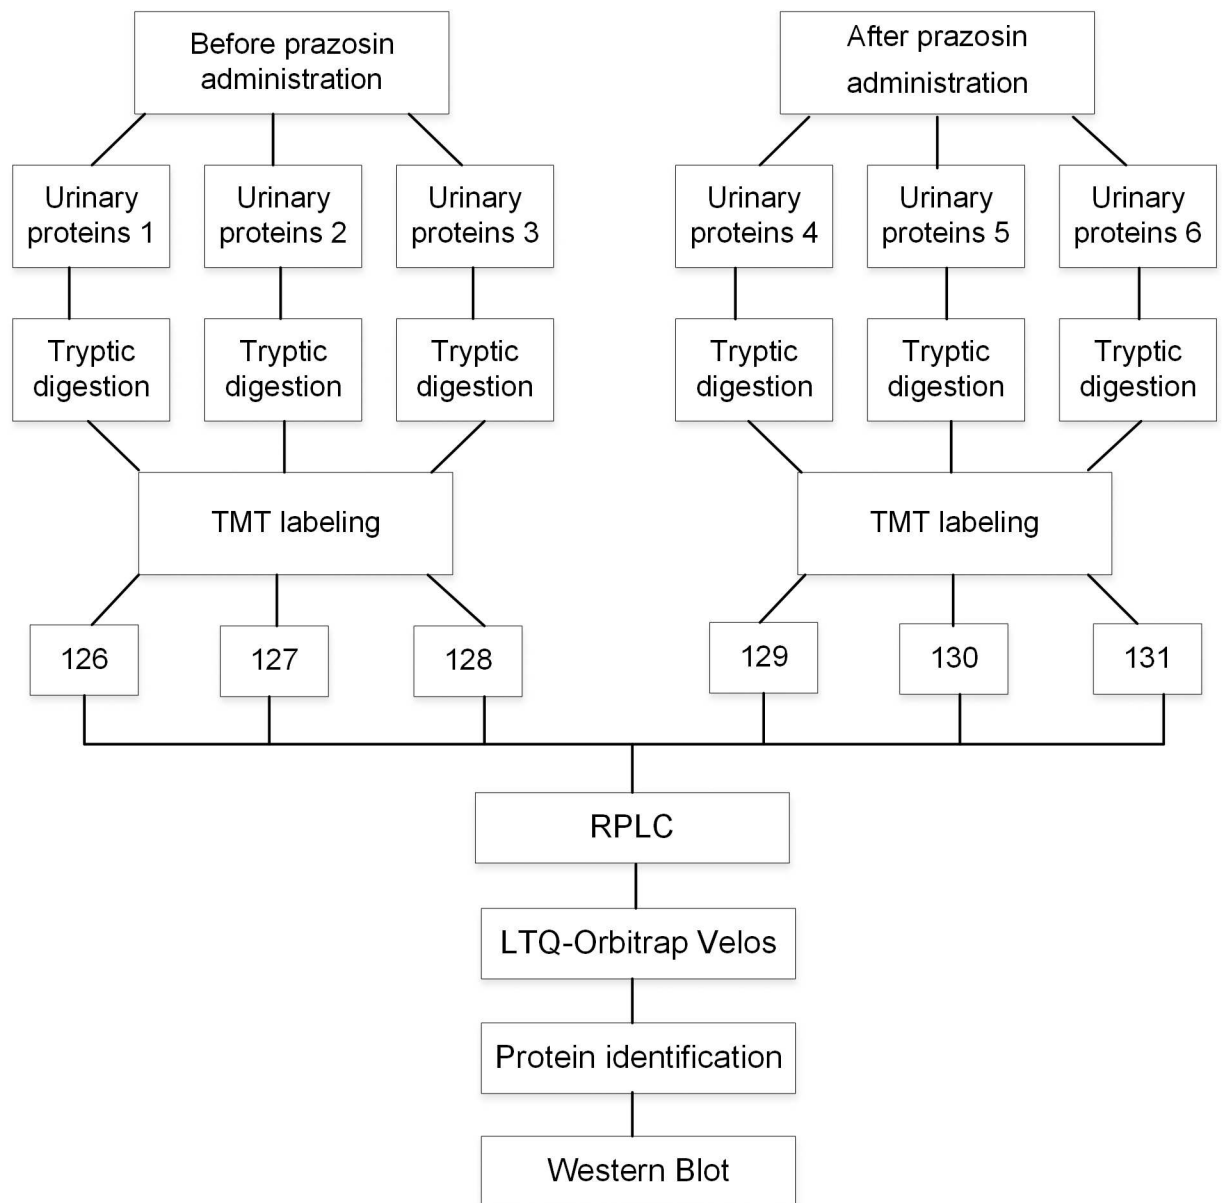 Before prazosin
administration
After prazosin
administration
Urinary
proteins 1
Urinary
proteins 2
Urinary
proteins 3
Urinary
proteins 4
Urinary
proteins 5
Urinary
proteins 6
Tryptic
digestion
Tryptic
digestion
Tryptic
digestion
Tryptic
digestion
Tryptic
digestion
Tryptic
digestion
TMT labeling
TMT labeling
126
127
128
129
130
131
RPLC
LTQ-Orbitrap Velos
Protein identification
Western Blot